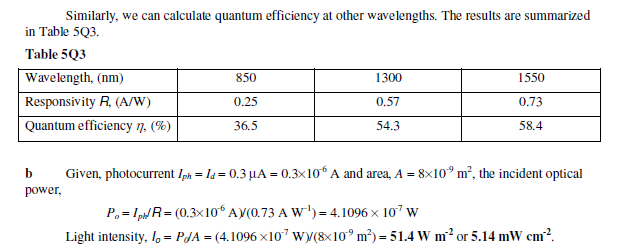 Similarly, we can calculate quantum efficiency at other wavelengths. The results are summarized
in Table 5Q3.
Table 5Q3
Wavelength, (nm) 850 1300 1550
Responsivity R, (A/W) 0.25 0.57 0.73
Quantum efficiency η, (%) 36.5 54.3 58.4
b Given, photocurrent Iph = Id = 0.3 μA = 0.3×10⁻⁶ A and area, A = 8×10⁻⁹ m², the incident optical
power,
Po = Iph/R = (0.3×10⁻⁶ A)/(0.73 A W⁻¹) = 4.1096 × 10⁻⁷ W
Light intensity, Io = Po/A = (4.1096 ×10⁻⁷ W)/(8×10⁻⁹ m²) = 51.4 W m⁻² or 5.14 mW cm⁻².